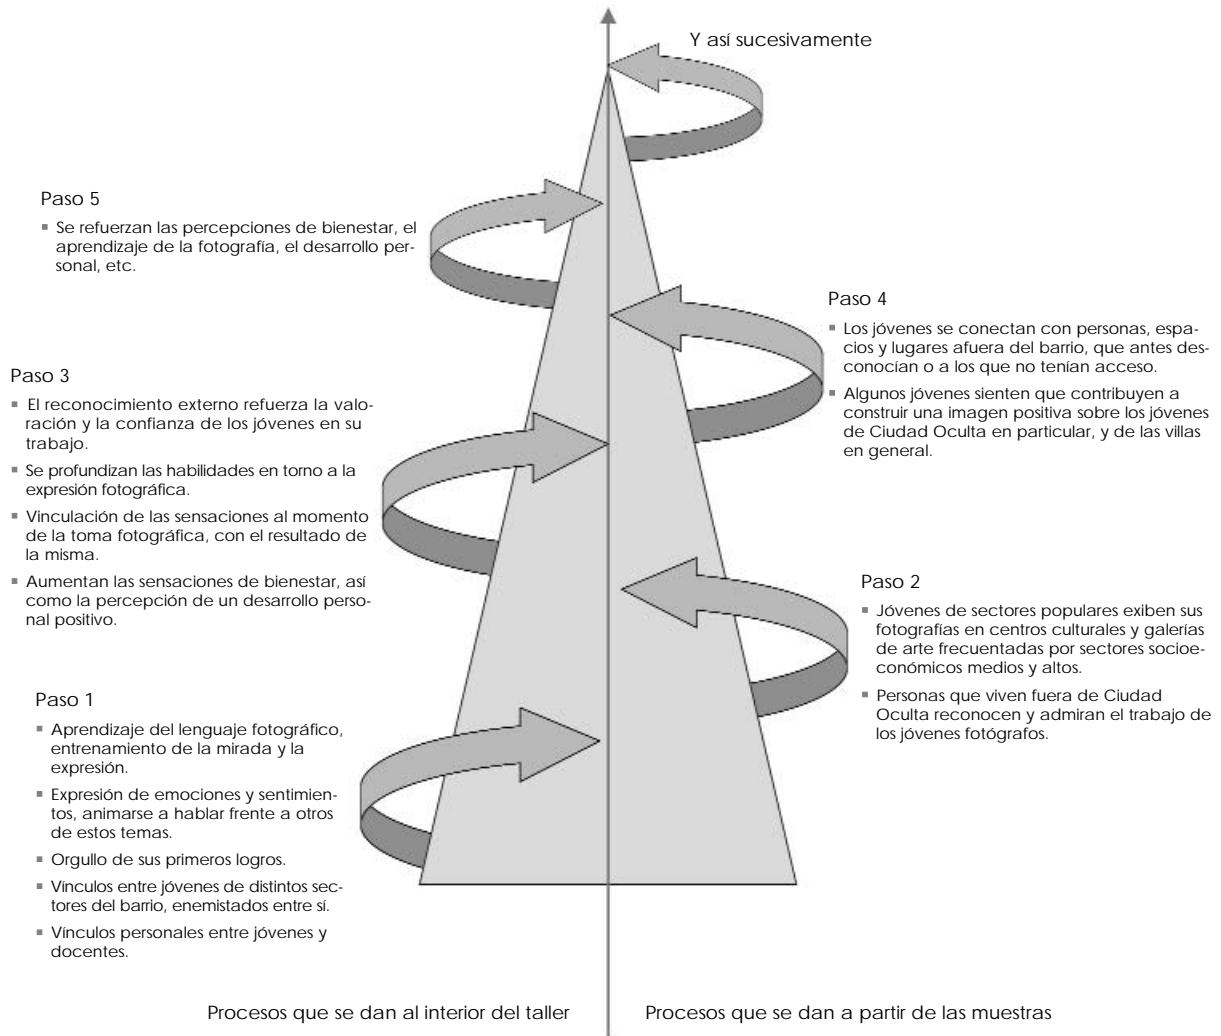 Y así sucesivamente
Paso 5
▪ Se refuerzan las percepciones de bienestar, el
aprendizaje de la fotografía, el desarrollo per-
sonal, etc.
Paso 4
▪ Los jóvenes se conectan con personas, espa-
cios y lugares afuera del barrio, que antes des-
conocían o a los que no tenían acceso.
▪ Algunos jóvenes sienten que contribuyen a
construir una imagen positiva sobre los jóvenes
de Ciudad Oculta en particular, y de las villas
en general.
Paso 3
▪ El reconocimiento externo refuerza la valo-
ración y la confianza de los jóvenes en su
trabajo.
▪ Se profundizan las habilidades en torno a la
expresión fotográfica.
▪ Vinculación de las sensaciones al momento
de la toma fotográfica, con el resultado de
la misma.
▪ Aumentan las sensaciones de bienestar, así
como la percepción de un desarrollo perso-
nal positivo.
Paso 2
▪ Jóvenes de sectores populares exiben sus
fotografías en centros culturales y galerías
de arte frecuentadas por sectores socioe-
conómicos medios y altos.
▪ Personas que viven fuera de Ciudad
Oculta reconocen y admiran el trabajo de
los jóvenes fotógrafos.
Paso 1
▪ Aprendizaje del lenguaje fotográfico,
entrenamiento de la mirada y la
expresión.
▪ Expresión de emociones y sentimien-
tos, animarse a hablar frente a otros
de estos temas.
▪ Orgullo de sus primeros logros.
▪ Vínculos entre jóvenes de distintos sec-
tores del barrio, enemistados entre sí.
▪ Vínculos personales entre jóvenes y
docentes.
Procesos que se dan al interior del taller
Procesos que se dan a partir de las muestras